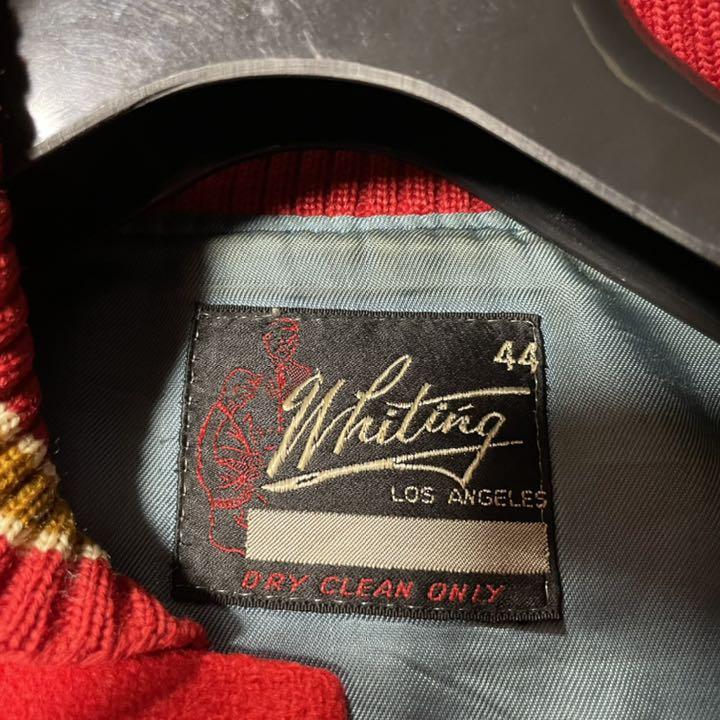 44
Whiting
LOS ANGELES
DRY CLEAN ONLY